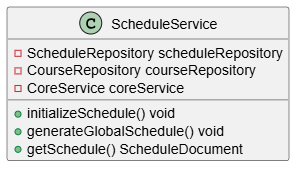 C ScheduleService
ScheduleRepository scheduleRepository
CourseRepository courseRepository
CoreService coreService
initializeSchedule() void
generateGlobalSchedule() void
getSchedule() ScheduleDocument